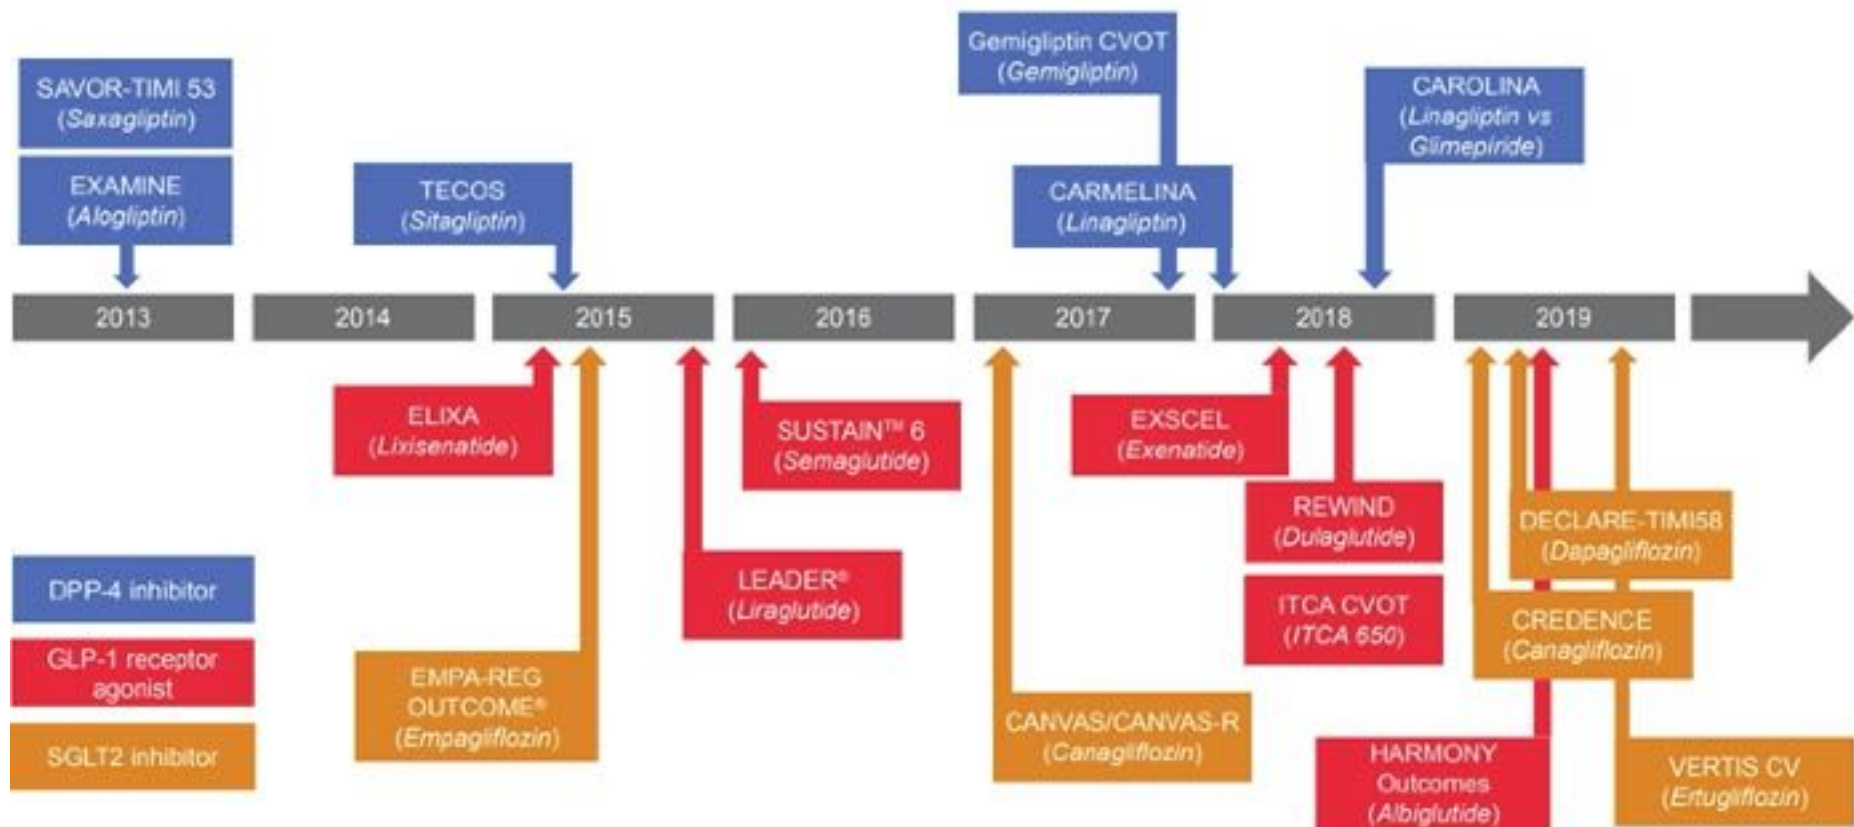 Gemigliptin CVOT
(Gemigliptin)
SAVOR-TIMI 53
(Saxagliptin)
CAROLINA
(Linagliptin vs
Glimepiride)
EXAMINE
(Alogliptin)
TECOS
(Sitagliptin)
CARMELINA
(Linagliptin)
2013
2014
2015
2016
2017
2018
2019
ELIXA
(Lixisenatide)
SUSTAIN™ 6
(Semaglutide)
EXSCEL
(Exenatide)
REWIND
(Dulaglutide)
DECLARE-TIMI58
(Dapagliflozin)
DPP-4 inhibitor
LEADER®
(Liraglutide)
ITCA CVOT
(ITCA 650)
CREDENCE
(Canagliflozin)
GLP-1 receptor
agonist
EMPA-REG
OUTCOME®
(Empagliflozin)
CANVAS/CANVAS-R
(Canagliflozin)
SGLT2 inhibitor
HARMONY
Outcomes
(Albiglutide)
VERTIS CV
(Ertugliflozin)